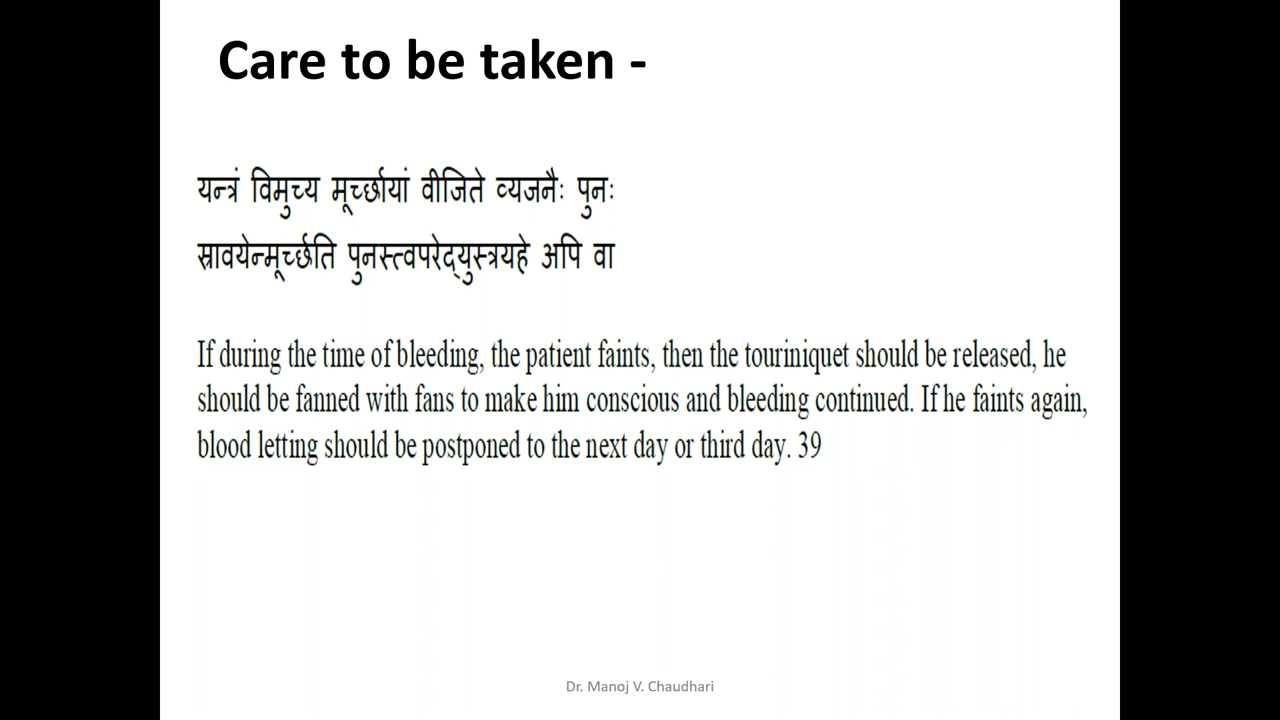 Care to be taken -
यन्त्रं विमुच्य मूर्च्छायां वीजिते व्यजनैः पुनः
स्रावयेन्मूर्च्छति पुनस्त्वपरेद्युस्त्रयहे अपि वा
If during the time of bleeding, the patient faints, then the touriniquet should be released, he
should be fanned with fans to make him conscious and bleeding continued. If he faints again,
blood letting should be postponed to the next day or third day. 39
Dr. Manoj V. Chaudhari